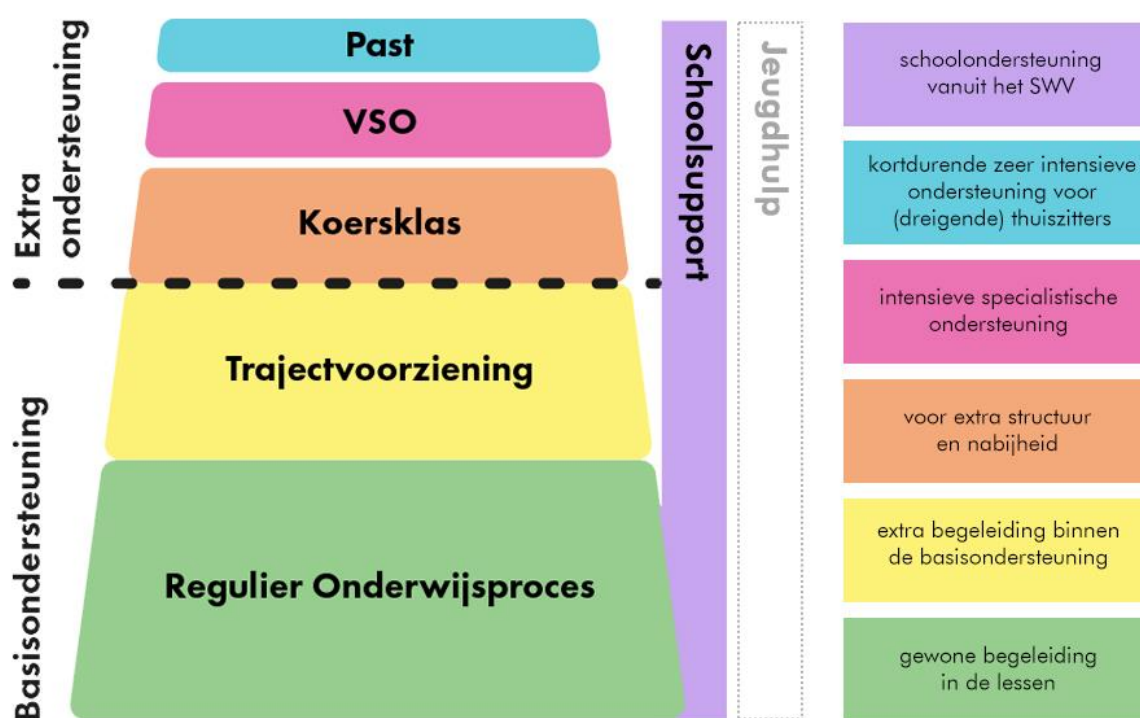 Extra
ondersteuning
Basisondersteuning
Past
VSO
Koersklas
Trajectvoorziening
Regulier Onderwijsproces
Schoolsupport
Jeugdhulp
schoolondersteuning
vanuit het SWV
kortdurende zeer intensieve
ondersteuning voor
(dreigende) thuiszitters
intensieve specialistische
ondersteuning
voor extra structuur
en nabijheid
extra begeleiding binnen
de basisondersteuning
gewone begeleiding
in de lessen